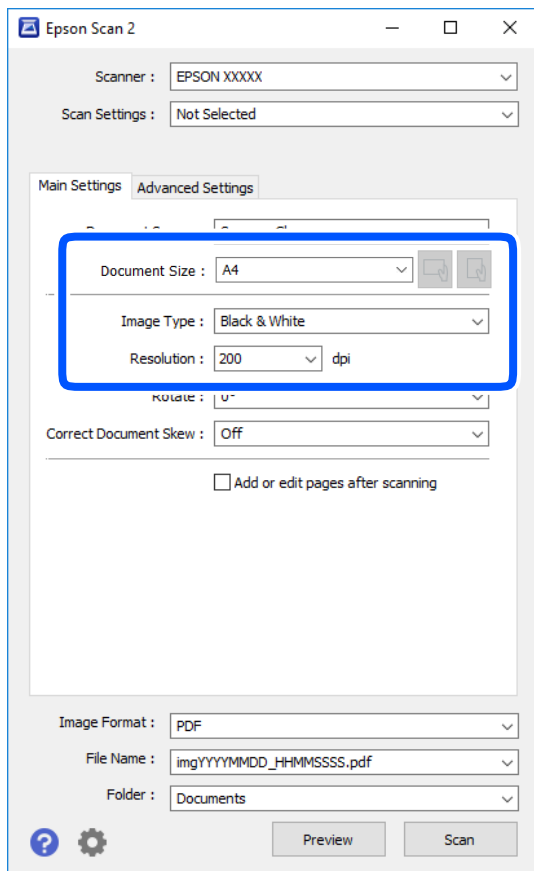 Epson Scan 2
Scanner : EPSON XXXXX
Scan Settings : Not Selected
Main Settings Advanced Settings
Document Size : A4
Image Type : Black & White
Resolution : 200 dpi
Rotate : 0°
Correct Document Skew : Off
Add or edit pages after scanning
Image Format : PDF
File Name : imgYYYYMMDD_HHMMSSSS.pdf
Folder : Documents
? Preview Scan